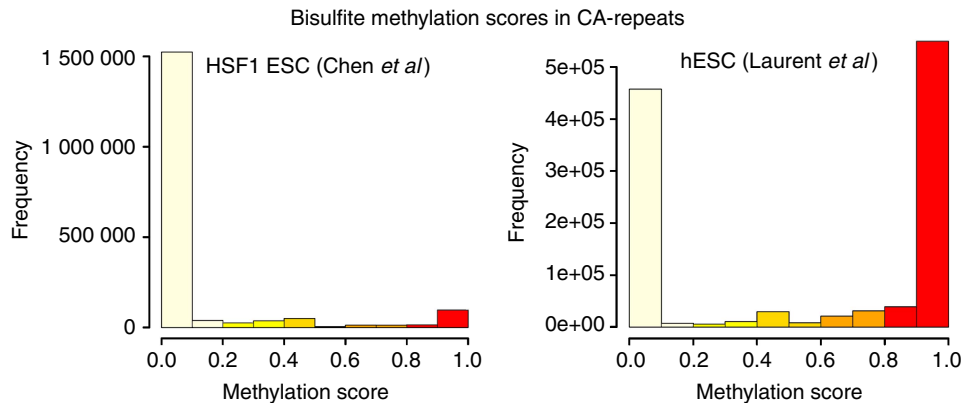 Bisulfite methylation scores in CA-repeats
HSF1 ESC (Chen et al)
Frequency
1 500 000
1 000 000
500 000
0
0.0 0.2 0.4 0.6 0.8 1.0
Methylation score
hESC (Laurent et al)
Frequency
5e+05
4e+05
3e+05
2e+05
1e+05
0e+00
0.0 0.2 0.4 0.6 0.8 1.0
Methylation score